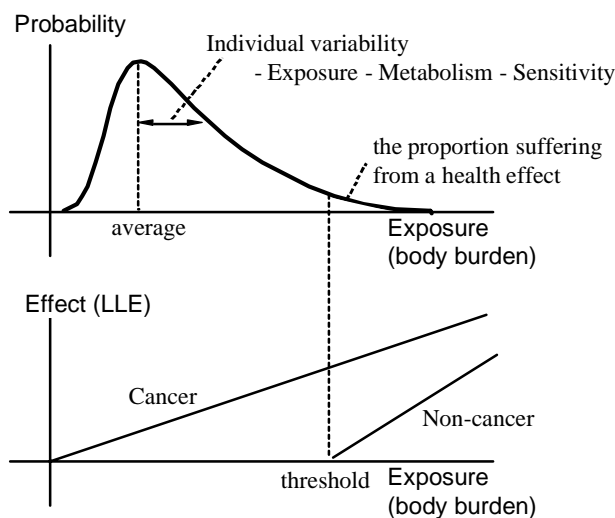 Probability
Individual variability
- Exposure - Metabolism - Sensitivity
the proportion suffering
from a health effect
average
Exposure
(body burden)
Effect (LLE)
Cancer
Non-cancer
threshold
Exposure
(body burden)